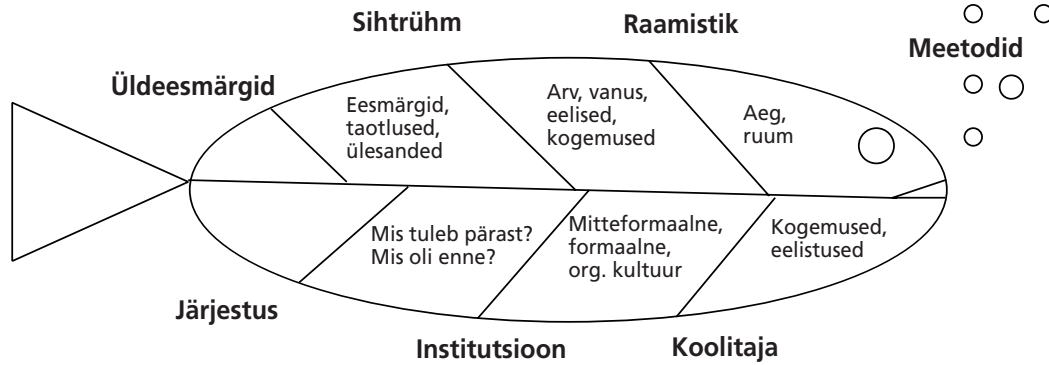 Sihtrühm
Raamistik
Meetodid
Üldeesmärgid
Eesmärgid,
taotlused,
ülesanded
Arv, vanus,
eelised,
kogemused
Aeg,
ruum
Mis tuleb pärast?
Mis oli enne?
Mitteformaalne,
formaalne,
org. kultuur
Kogemused,
eelistused
Järjestus
Institutsioon
Koolitaja